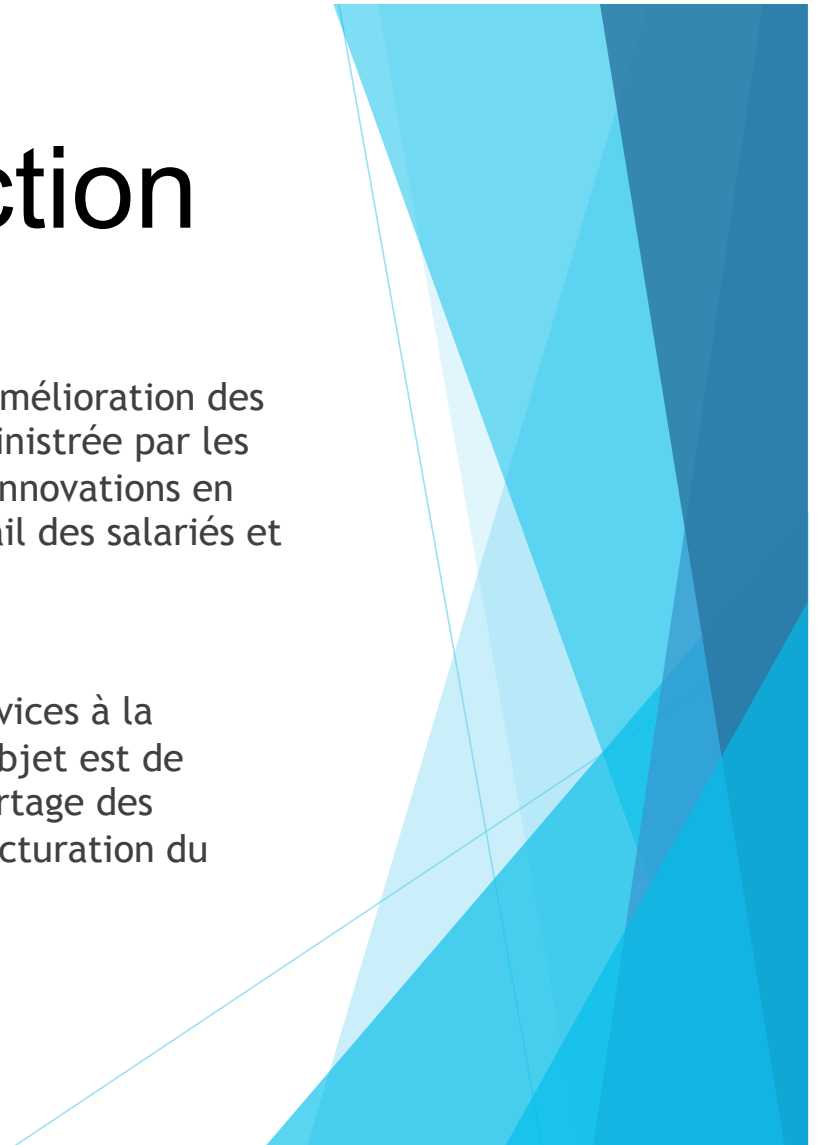 ction
mélioration des
inistrée par les
nnovations en
ail des salariés et
vices à la
bjet est de
rtage des
cturation du